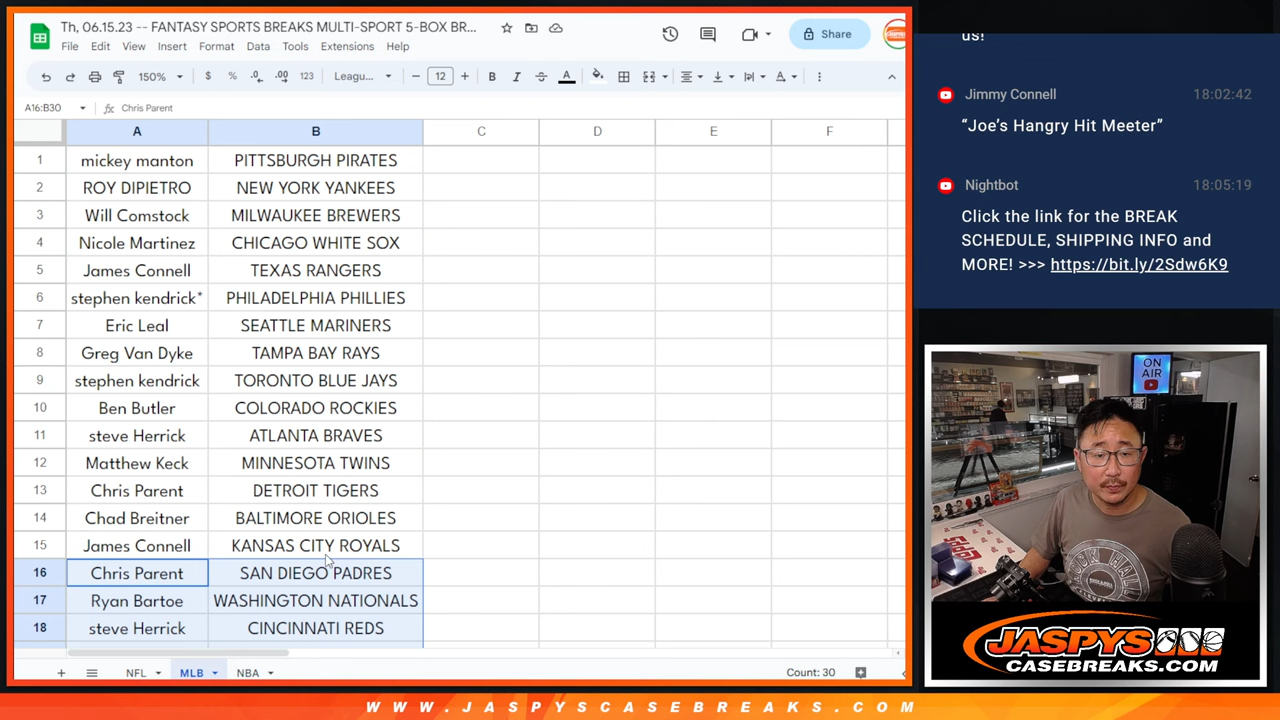 Th, 06.15.23 -- FANTASY SPORTS BREAKS MULTI-SPORT 5-BOX BR...
File Edit View Insert Format Data Tools Extensions Help
Share
150% $ % .0 .00 123 Leagu... − 12 + B I A
A16:B30 fx Chris Parent
A B C D E F
1 mickey manton PITTSBURGH PIRATES
2 ROY DIPIETRO NEW YORK YANKEES
3 Will Comstock MILWAUKEE BREWERS
4 Nicole Martinez CHICAGO WHITE SOX
5 James Connell TEXAS RANGERS
6 stephen kendrick* PHILADELPHIA PHILLIES
7 Eric Leal SEATTLE MARINERS
8 Greg Van Dyke TAMPA BAY RAYS
9 stephen kendrick TORONTO BLUE JAYS
10 Ben Butler COLORADO ROCKIES
11 steve Herrick ATLANTA BRAVES
12 Matthew Keck MINNESOTA TWINS
13 Chris Parent DETROIT TIGERS
14 Chad Breitner BALTIMORE ORIOLES
15 James Connell KANSAS CITY ROYALS
16 Chris Parent SAN DIEGO PADRES
17 Ryan Bartoe WASHINGTON NATIONALS
18 steve Herrick CINCINNATI REDS
NFL MLB NBA Count: 30
us!
Jimmy Connell 18:02:42
“Joe’s Hangry Hit Meeter”
Nightbot 18:05:19
Click the link for the BREAK
SCHEDULE, SHIPPING INFO and
MORE! >>> https://bit.ly/2Sdw6K9
ON
AIR
JASPYS
CASEBREAKS.COM
WWW.JASPYSCASEBREAKS.COM